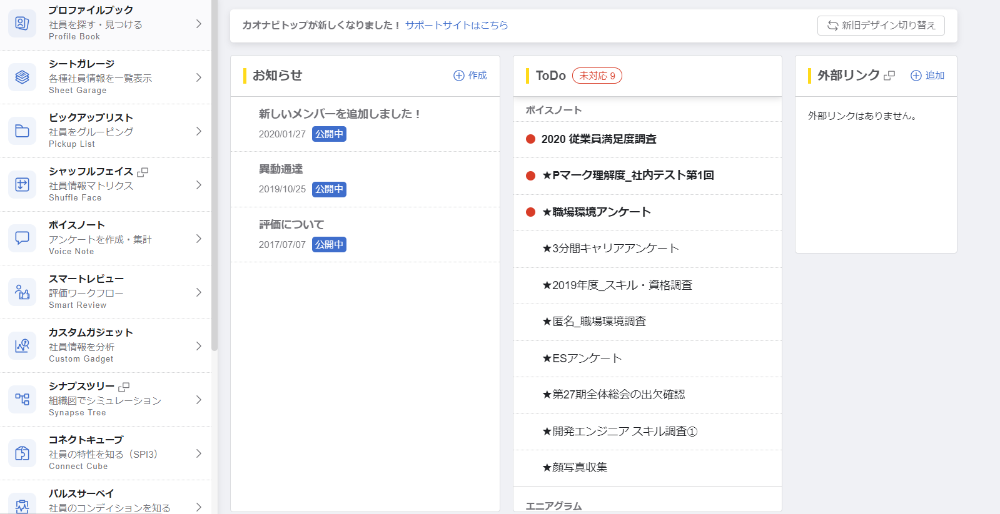 プロファイルブック
社員を探す・見つける
Profile Book
シートガレージ
各種社員情報を一覧表示
Sheet Garage
ピックアップリスト
社員をグルーピング
Pickup List
シャッフルフェイス
社員情報マトリクス
Shuffle Face
ボイスノート
アンケートを作成・集計
Voice Note
スマートレビュー
評価ワークフロー
Smart Review
カスタムガジェット
社員情報を分析
Custom Gadget
シナプスツリー
組織図でシミュレーション
Synapse Tree
コネクトキューブ
社員の特性を知る（SPI3）
Connect Cube
パルスサーベイ
社員のコンディションを知る
カオナビトップが新しくなりました！ サポートサイトはこちら
新旧デザイン切り替え
お知らせ
作成
新しいメンバーを追加しました！
2020/01/27 公開中
異動通達
2019/10/25 公開中
評価について
2017/07/07 公開中
ToDo 未対応 9
ボイスノート
2020 従業員満足度調査
★Pマーク理解度_社内テスト第1回
★職場環境アンケート
★3分間キャリアアンケート
★2019年度_スキル・資格調査
★匿名_職場環境調査
★ESアンケート
★第27期全体総会の出欠確認
★開発エンジニア スキル調査①
★顔写真収集
エニアグラム
外部リンク
追加
外部リンクはありません。